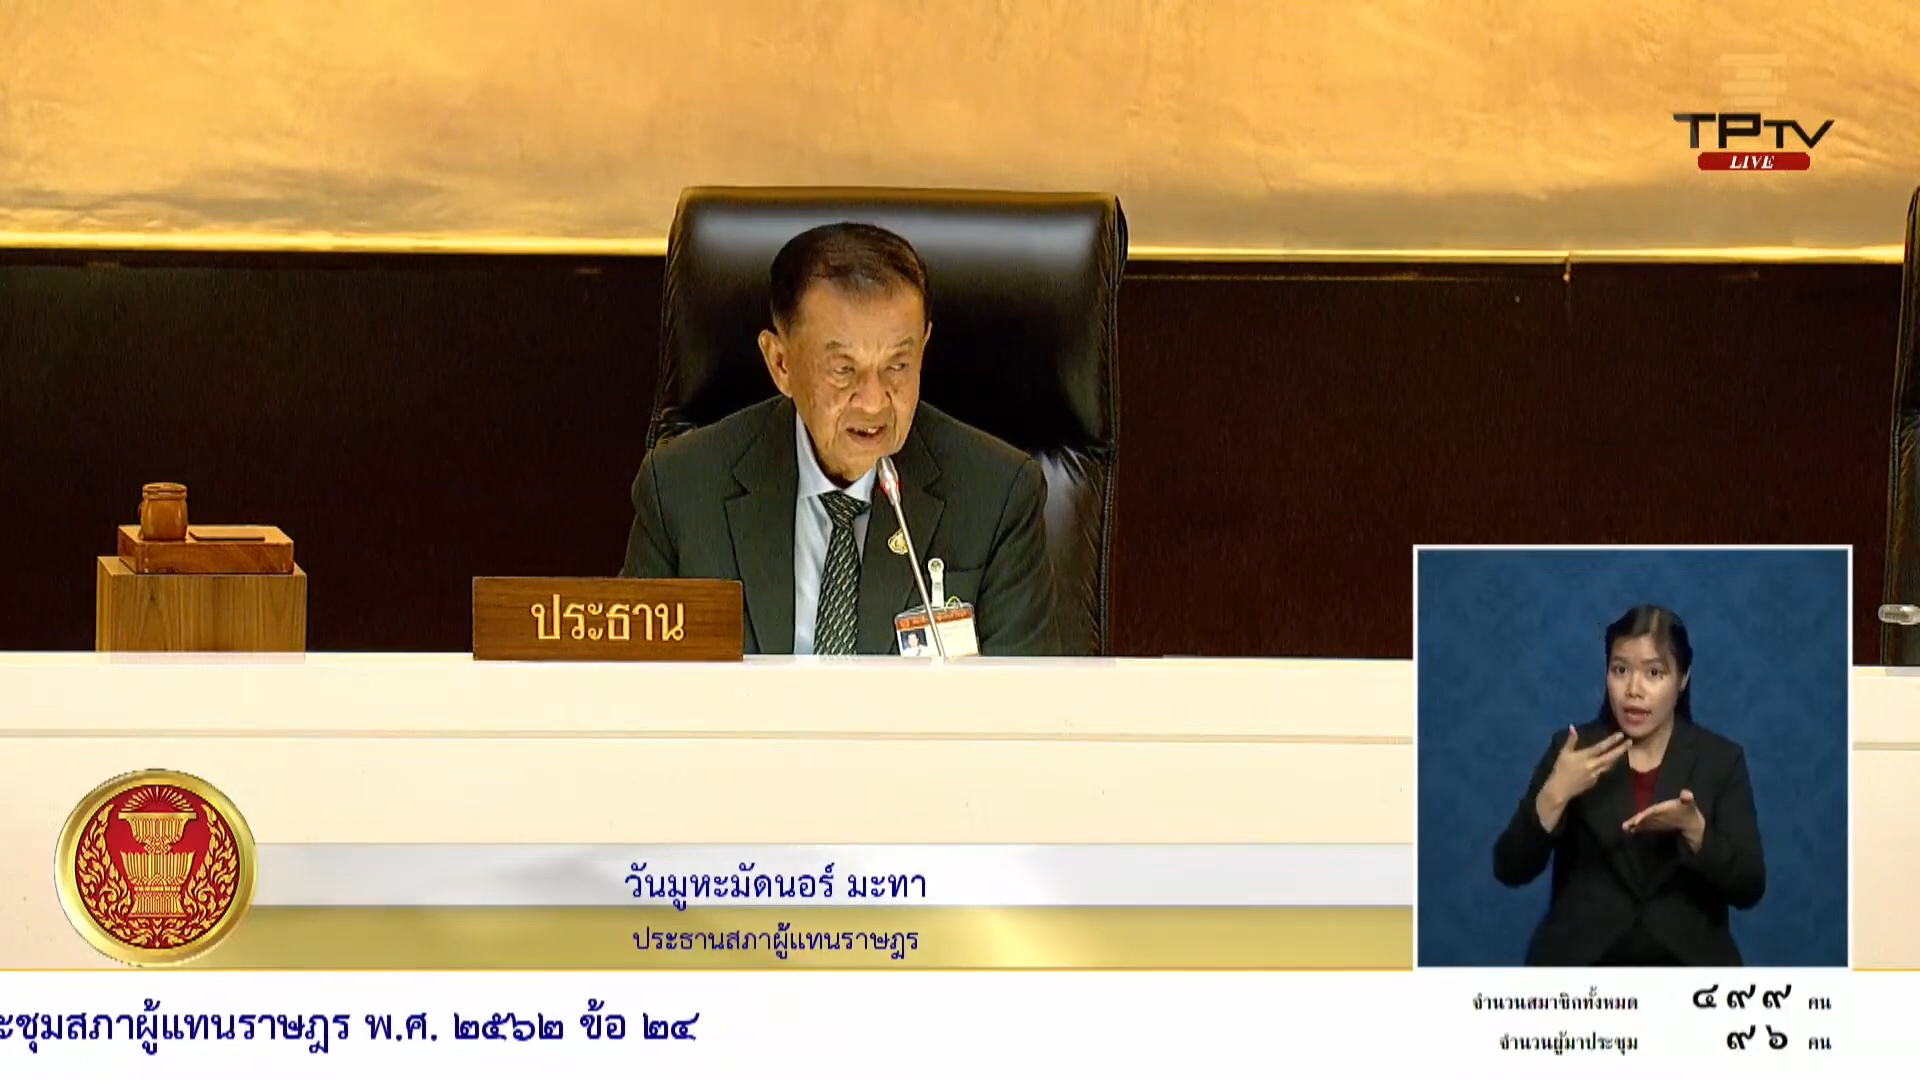 TPTV
LIVE
ประธาน
วันมูหะมัดนอร์ มะทา
ประธานสภาผู้แทนราษฎร
ะชุมสภาผู้แทนราษฎร พ.ศ. ๒๕๖๒ ข้อ ๒๔
จำนวนสมาชิกทั้งหมด ๔๙๙ คน
จำนวนผู้มาประชุม ๙๖ คน